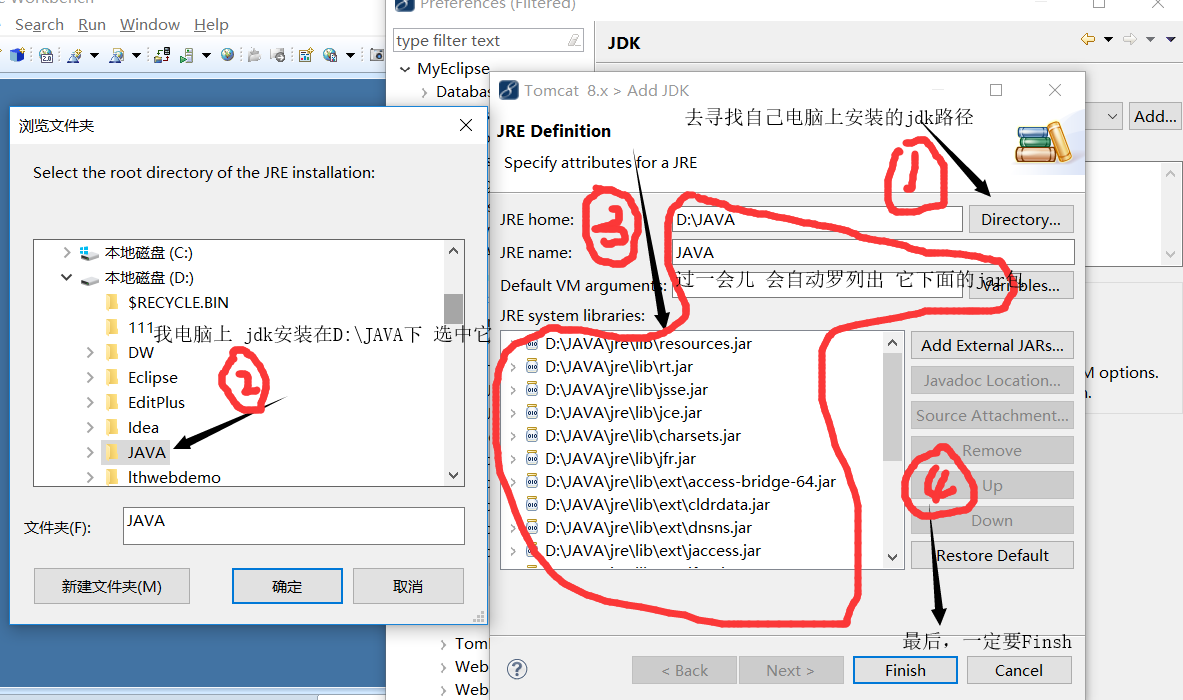 Workbench
Search Run Window Help
Preferences (Filtered)
type filter text
JDK
MyEclipse
Databas
Add...
Tomcat 8.x > Add JDK
去寻找自己电脑上安装的jdk路径
JRE Definition
Specify attributes for a JRE
1
3
JRE home: D:\JAVA Directory...
JRE name: JAVA
Default VM arguments: 过一会儿 会自动罗列出 它下面的jar包 Variables...
JRE system libraries:
D:\JAVA\jre\lib\resources.jar
D:\JAVA\jre\lib\rt.jar
D:\JAVA\jre\lib\jsse.jar
D:\JAVA\jre\lib\jce.jar
D:\JAVA\jre\lib\charsets.jar
D:\JAVA\jre\lib\jfr.jar
D:\JAVA\jre\lib\ext\access-bridge-64.jar
D:\JAVA\jre\lib\ext\cldrdata.jar
D:\JAVA\jre\lib\ext\dnsns.jar
D:\JAVA\jre\lib\ext\jaccess.jar
Add External JARs...
Javadoc Location...
Source Attachment...
Remove
Up
Down
Restore Default
4
最后，一定要Finsh
< Back Next > Finish Cancel
M options.
n.
Tom
Web
Web
浏览文件夹
Select the root directory of the JRE installation:
本地磁盘 (C:)
本地磁盘 (D:)
$RECYCLE.BIN
111
我电脑上 jdk安装在D:\JAVA下 选中它
DW
2
Eclipse
EditPlus
Idea
JAVA
lthwebdemo
文件夹(F): JAVA
新建文件夹(M) 确定 取消